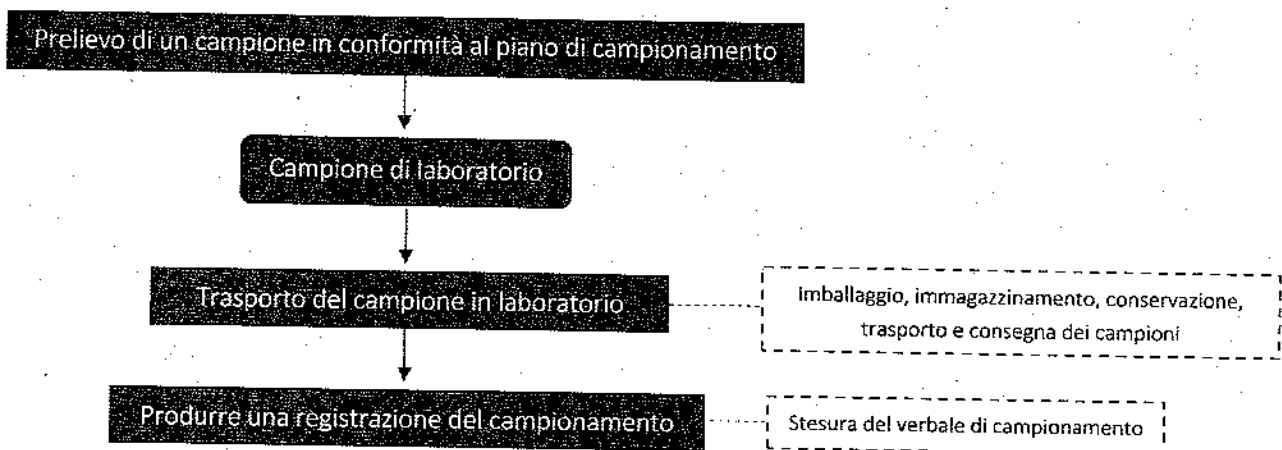 Prelievo di un campione in conformità al piano di campionamento
Campione di laboratorio
Trasporto del campione in laboratorio
Imballaggio, immagazzinamento, conservazione,
trasporto e consegna dei campioni
Produrre una registrazione del campionamento
Stesura del verbale di campionamento